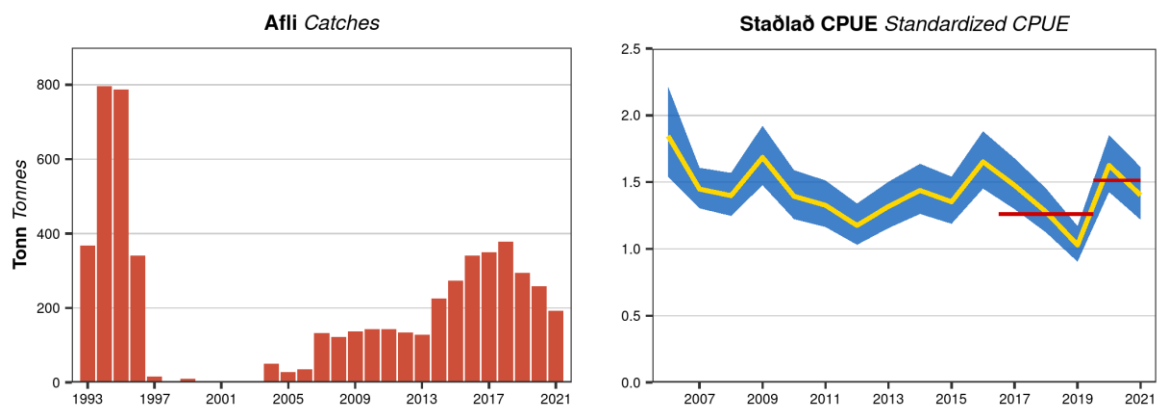 Afli Catches
Tonn Tonnes
800
600
400
200
0
1993 1997 2001 2005 2009 2013 2017 2021
Staðlað CPUE Standardized CPUE
2.5
2.0
1.5
1.0
0.5
0.0
2007 2009 2011 2013 2015 2017 2019 2021